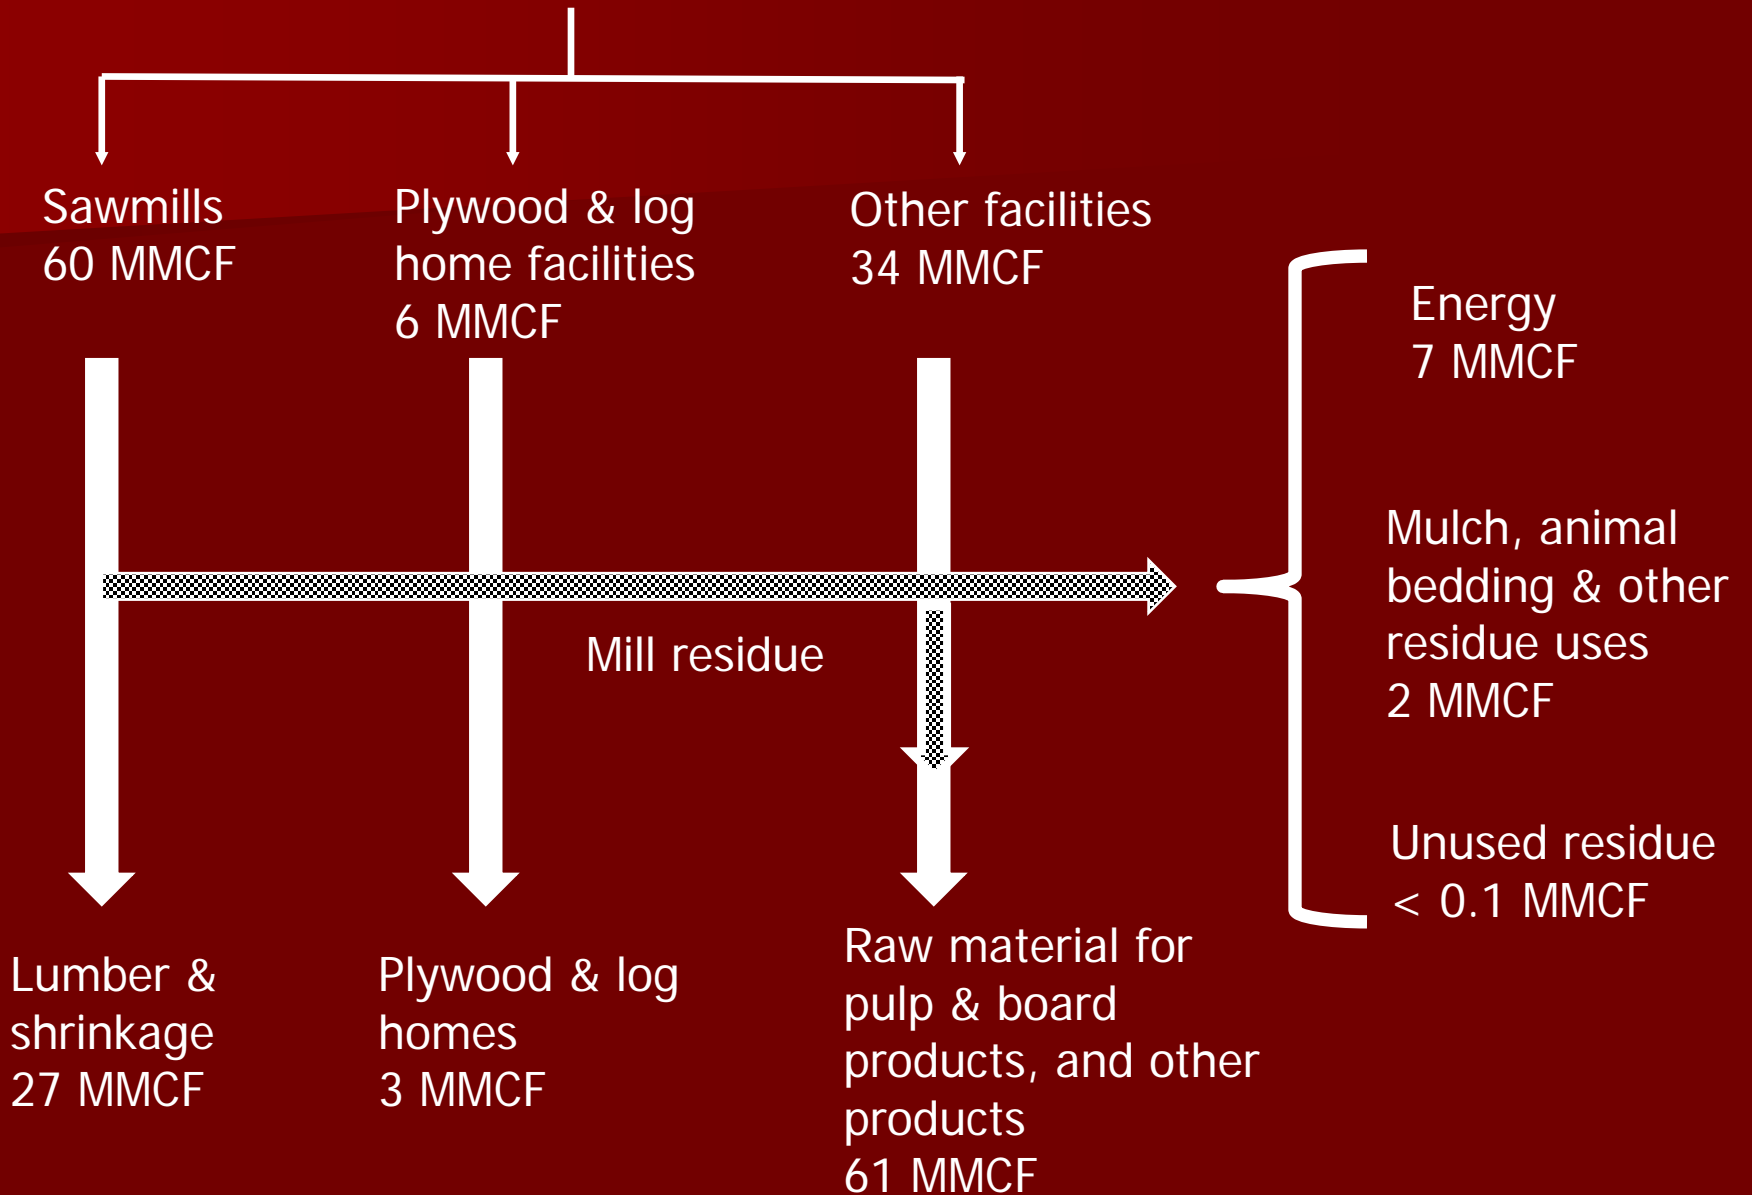 Sawmills
60 MMCF
Plywood & log
home facilities
6 MMCF
Other facilities
34 MMCF
Energy
7 MMCF
Mulch, animal
bedding & other
residue uses
2 MMCF
Unused residue
< 0.1 MMCF
Mill residue
Lumber &
shrinkage
27 MMCF
Plywood & log
homes
3 MMCF
Raw material for
pulp & board
products, and other
products
61 MMCF